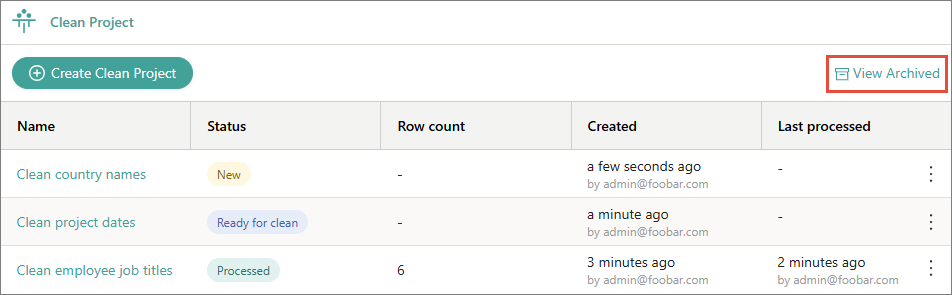 Clean Project
Create Clean Project
View Archived
Name Status Row count Created Last processed
Clean country names New - a few seconds ago -
by admin@foobar.com
Clean project dates Ready for clean - a minute ago -
by admin@foobar.com
Clean employee job titles Processed 6 3 minutes ago 2 minutes ago
by admin@foobar.com by admin@foobar.com